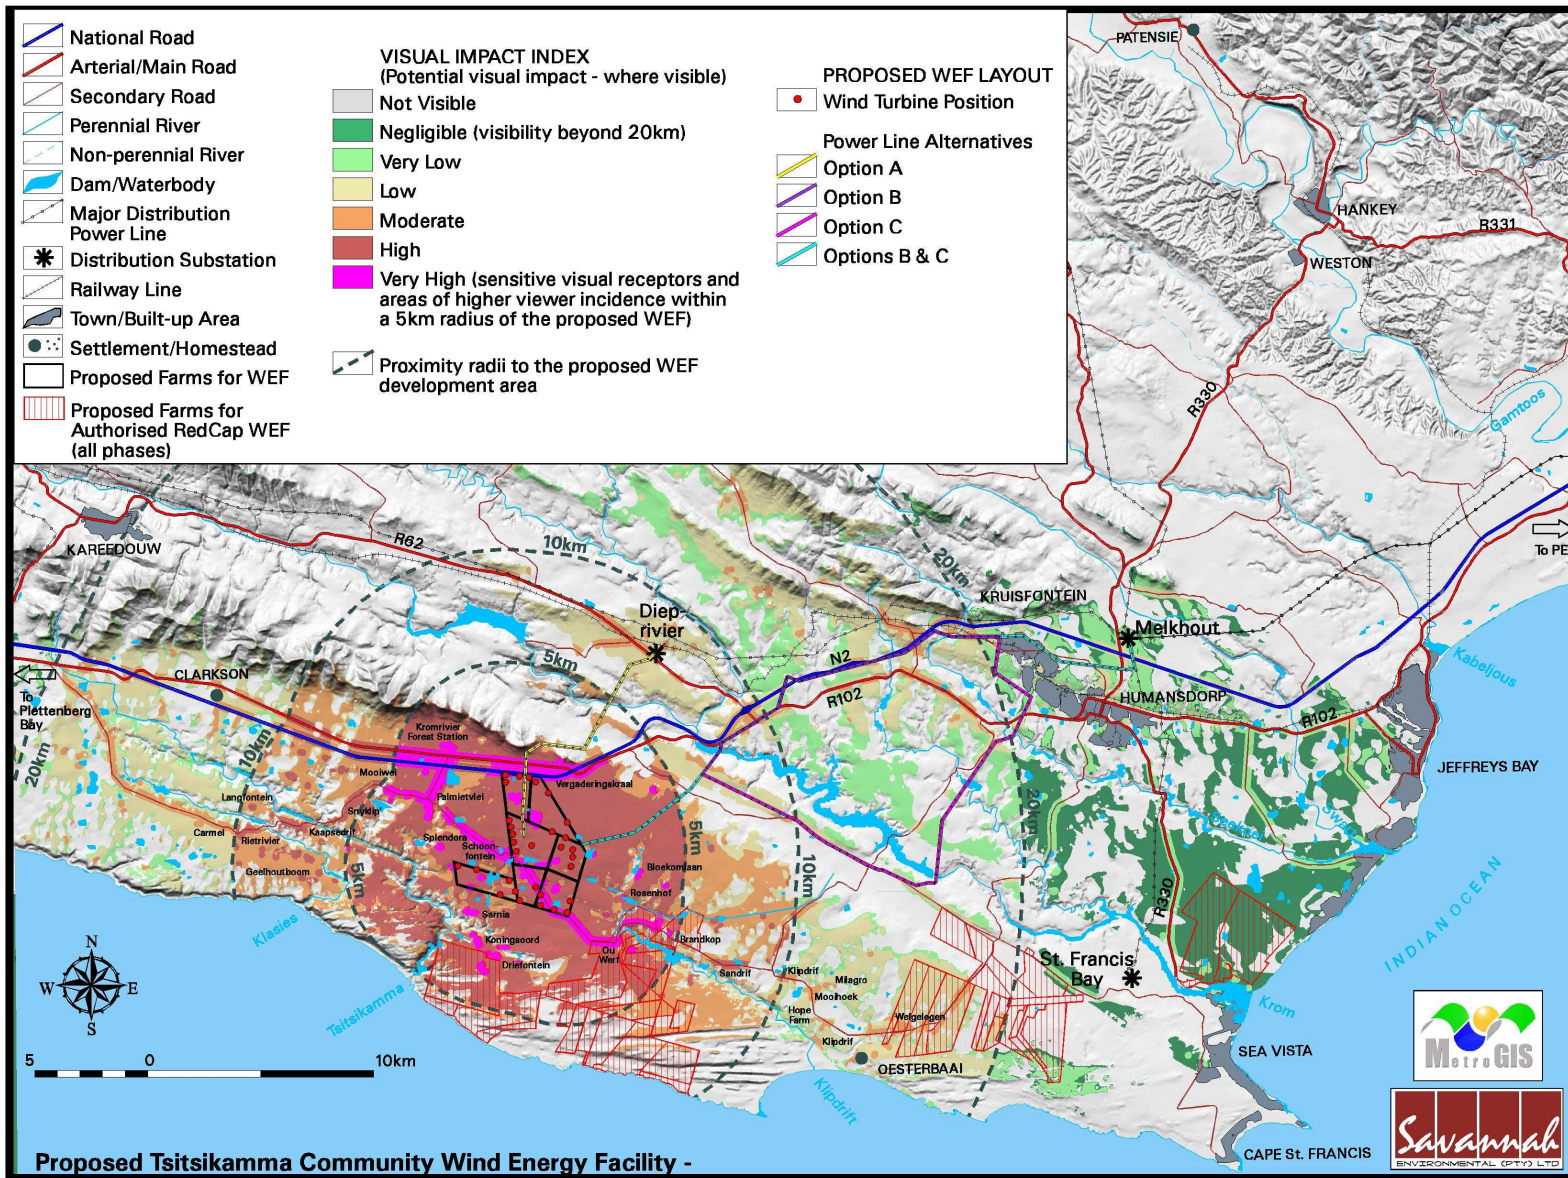 National Road
Arterial/Main Road
Secondary Road
Perennial River
Non-perennial River
Dam/Waterbody
Major Distribution
Power Line
Distribution Substation
Railway Line
Town/Built-up Area
Settlement/Homestead
Proposed Farms for WEF
Proposed Farms for
Authorised RedCap WEF
(all phases)
VISUAL IMPACT INDEX
(Potential visual impact - where visible)
Not Visible
Negligible (visibility beyond 20km)
Very Low
Low
Moderate
High
Very High (sensitive visual receptors and
areas of higher viewer incidence within
a 5km radius of the proposed WEF)
Proximity radii to the proposed WEF
development area
PROPOSED WEF LAYOUT
Wind Turbine Position
Power Line Alternatives
Option A
Option B
Option C
Options B & C
PATENSIE
HANKEY
R331
WESTON
R330
Gamtoos
To PE
KAREEDOUW
R62
10km
20km
KRUISFONTEIN
Diep-
rivier
Melkhout
5km
N2
Kabeljous
CLARKSON
To
Plettenberg
Bay
R102
HUMANSDORP
R102
Kromrivier
Forest Station
20km
10km
Mooiwei
Vergaderingskraal
JEFFREYS BAY
Langfontein
Palmietvlei
Snyklip
20km
Seekoei
Swart
Carmel
Rietrivier
Kaapsedrif
Splendora
Schoon-
fontein
5km
Geelhoutboom
5km
Bloekomlaan
10km
Rosenhof
R330
Klasies
Sarnia
INDIAN OCEAN
Koningsoord
Ou
Werf
Brandkop
Driefontein
Sandrif
Klipdrif
St. Francis
Bay
Milagro
Mooihoek
N
W
E
S
Tsitsikamma
Hope
Farm
Welgelegen
Krom
Klipdrif
OESTERBAAI
SEA VISTA
5
0
10km
Klipdrift
MetroGIS
CAPE St. FRANCIS
Savannah
ENVIRONMENTAL (PTY) LTD
Proposed Tsitsikamma Community Wind Energy Facility -